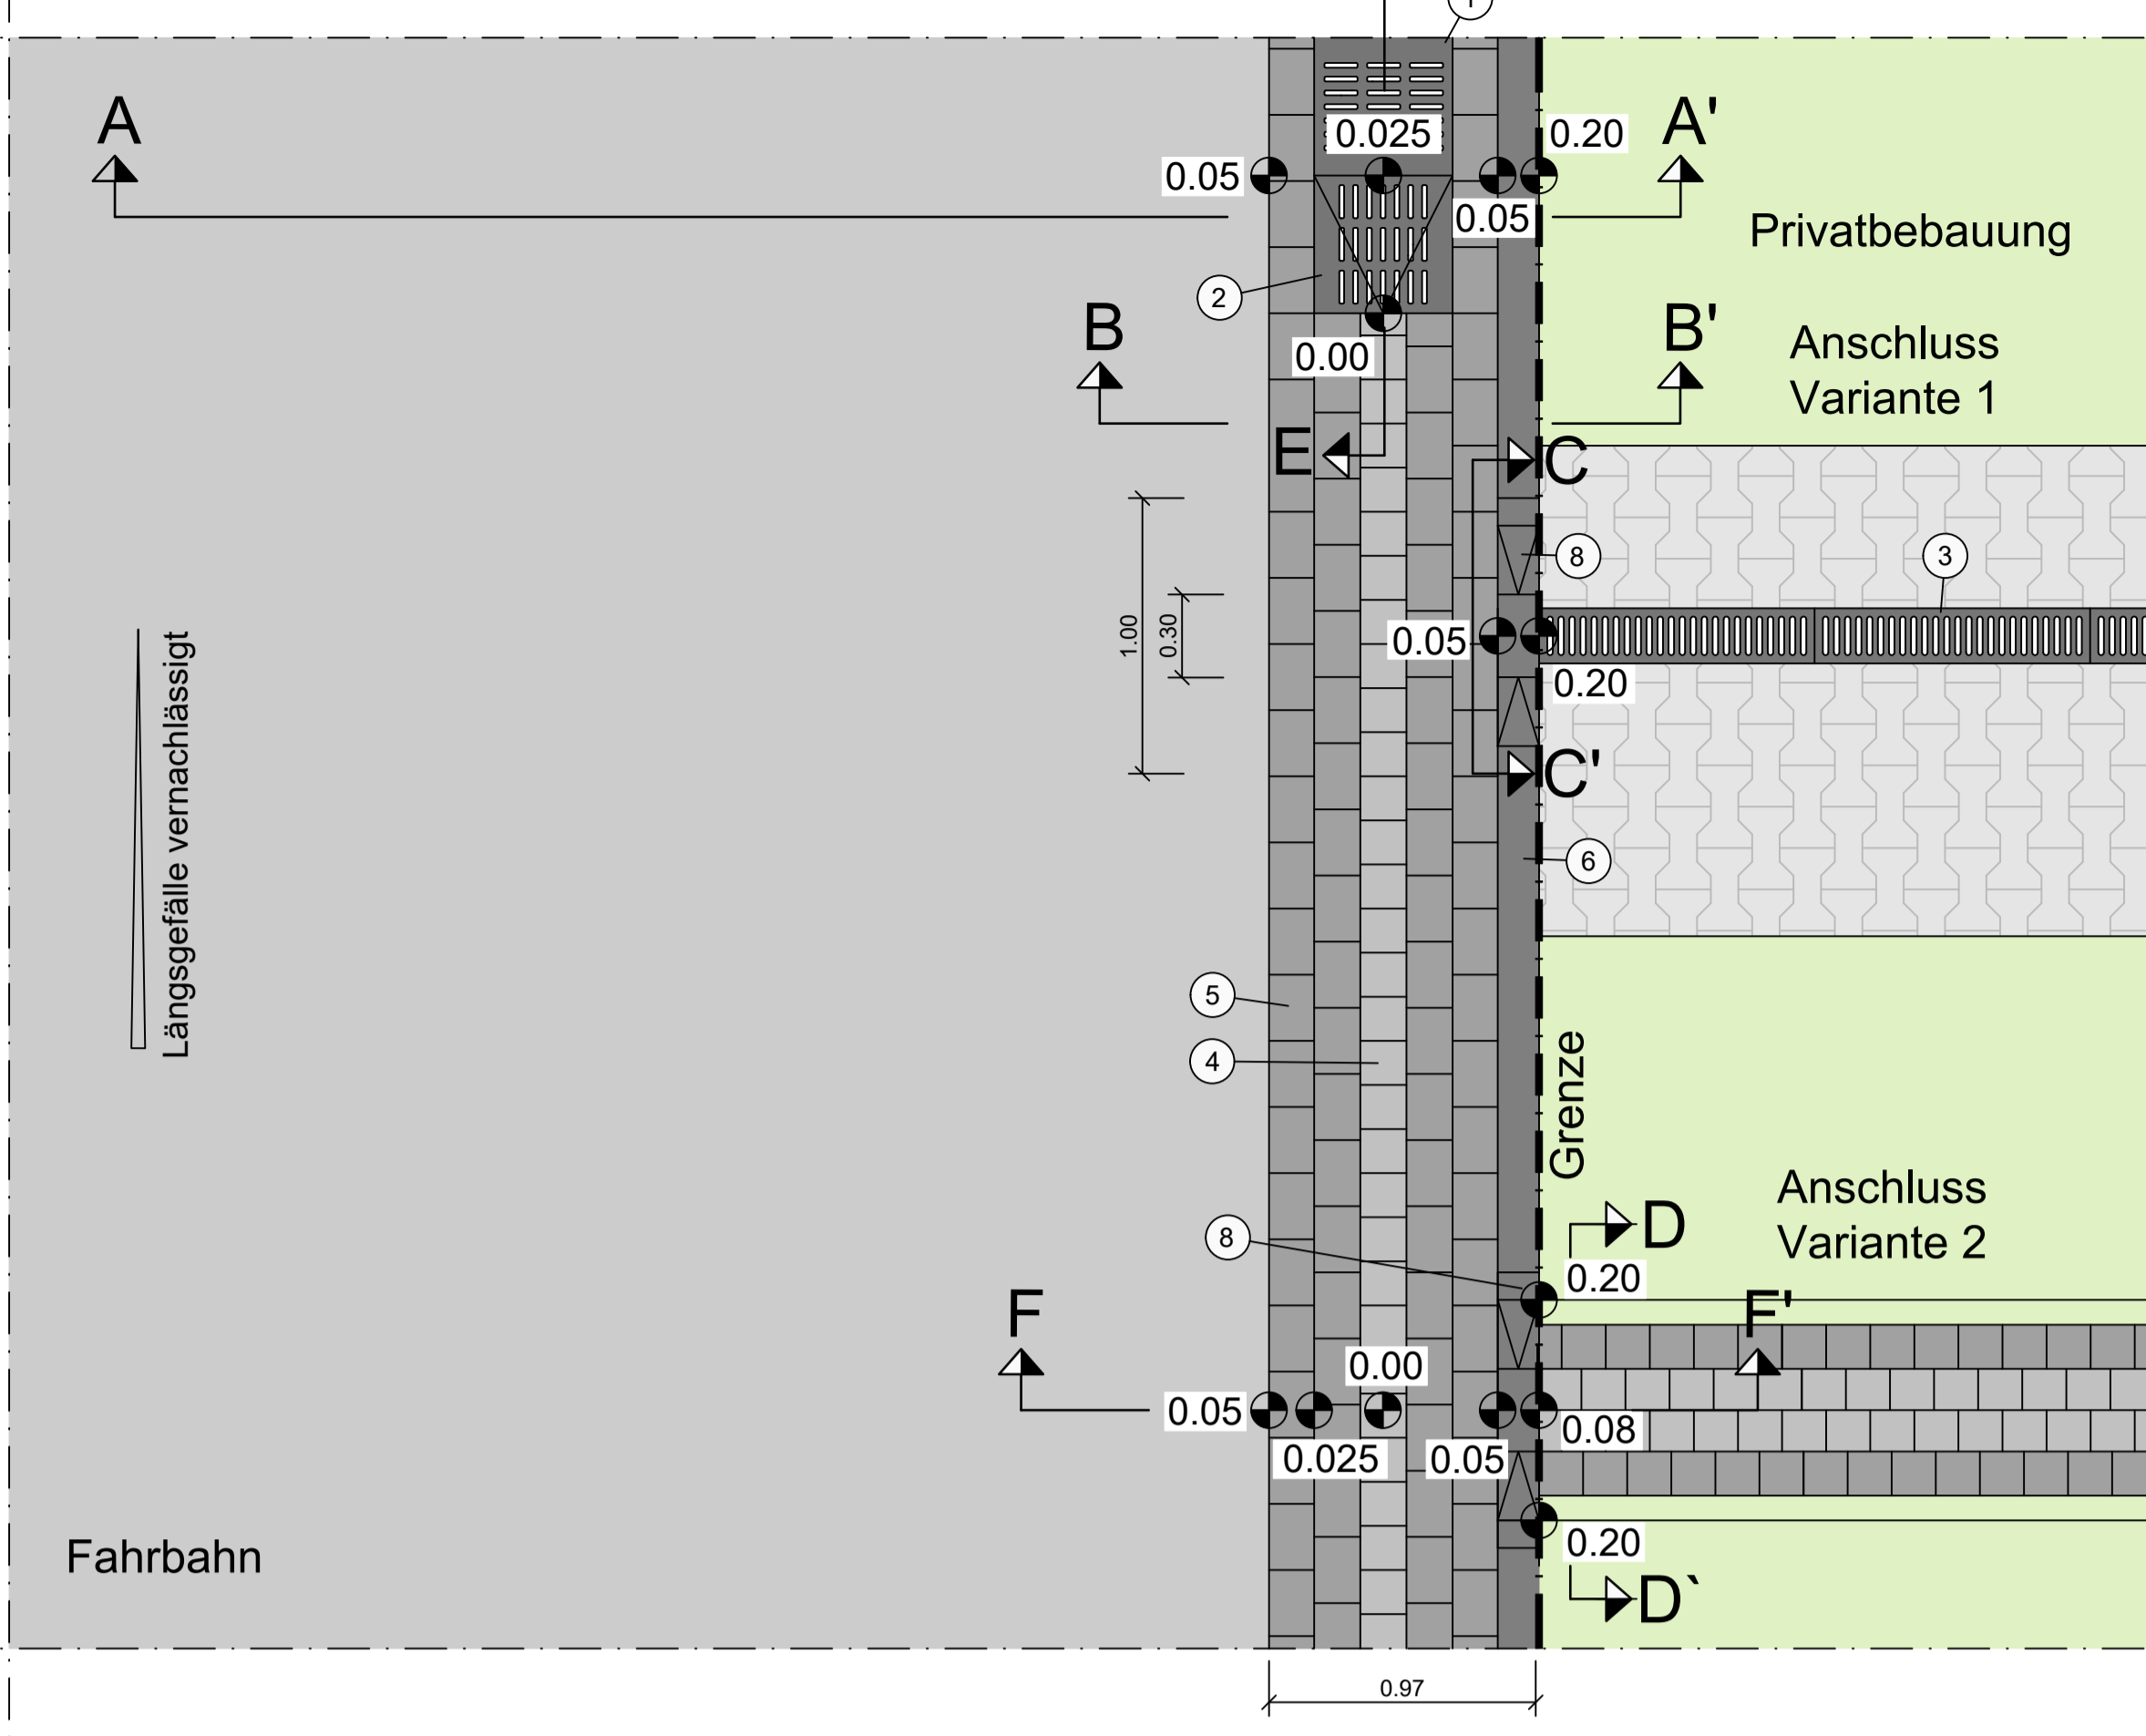 1
A
0.025
0.20
A'
0.05
0.05
Privatbebauung
2
B
0.00
B'
Anschluss
Variante 1
E
C
8
3
1.00
0.30
0.05
0.20
Längsgefälle vernachlässigt
C'
6
5
4
Grenze
Anschluss
Variante 2
8
D
0.20
F
F'
0.00
0.05
0.08
0.025
0.05
0.20
Fahrbahn
D`
0.97